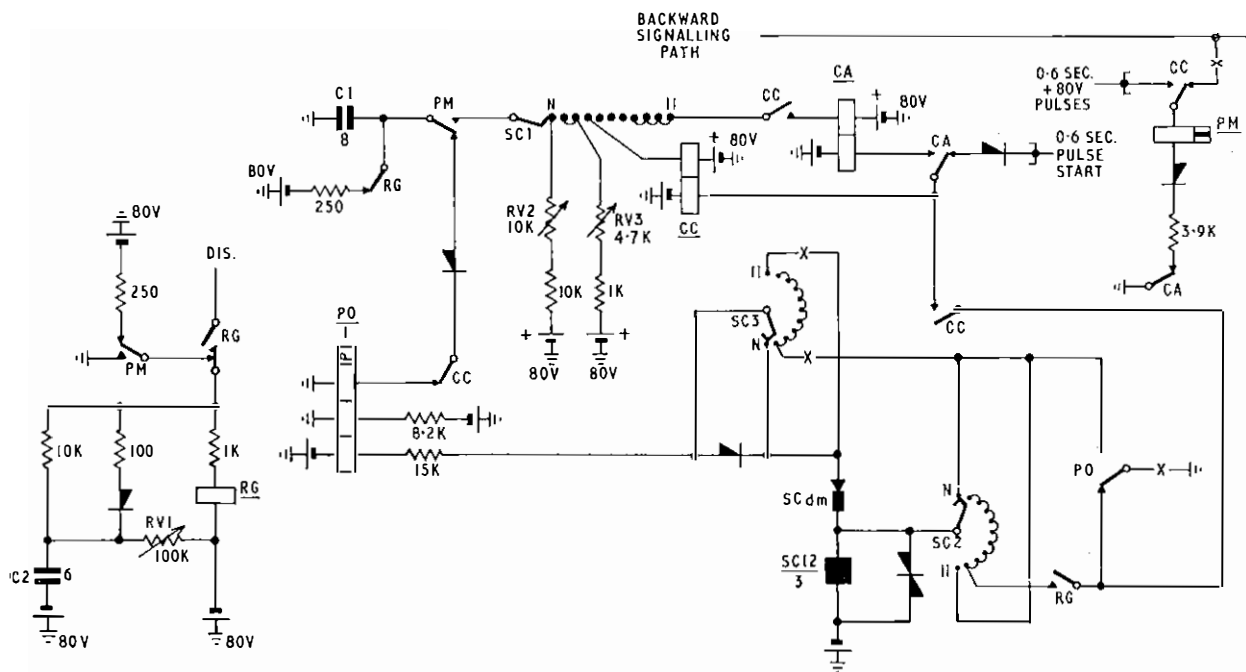 BACKWARD
SIGNALLING
PATH
0·6 SEC.
+80V
PULSES
CC
PM
C1
8
PM
SC1
N
11
CC
CA
+
80V
CA
0·6 SEC.
PULSE
START
80V
250
RG
RV2
10K
RV3
4·7K
+
80V
CC
3·9K
CA
80V
250
DIS.
RG
PM
10K
1K
+
80V
+
80V
11
X
SC3
N
X
CC
PO
1
P
CC
8·2K
15K
10K
100
1K
RG
RV1
100K
C2
6
80V
80V
SCdm
SC12
3
N
SC2
11
PO
X
RG
X